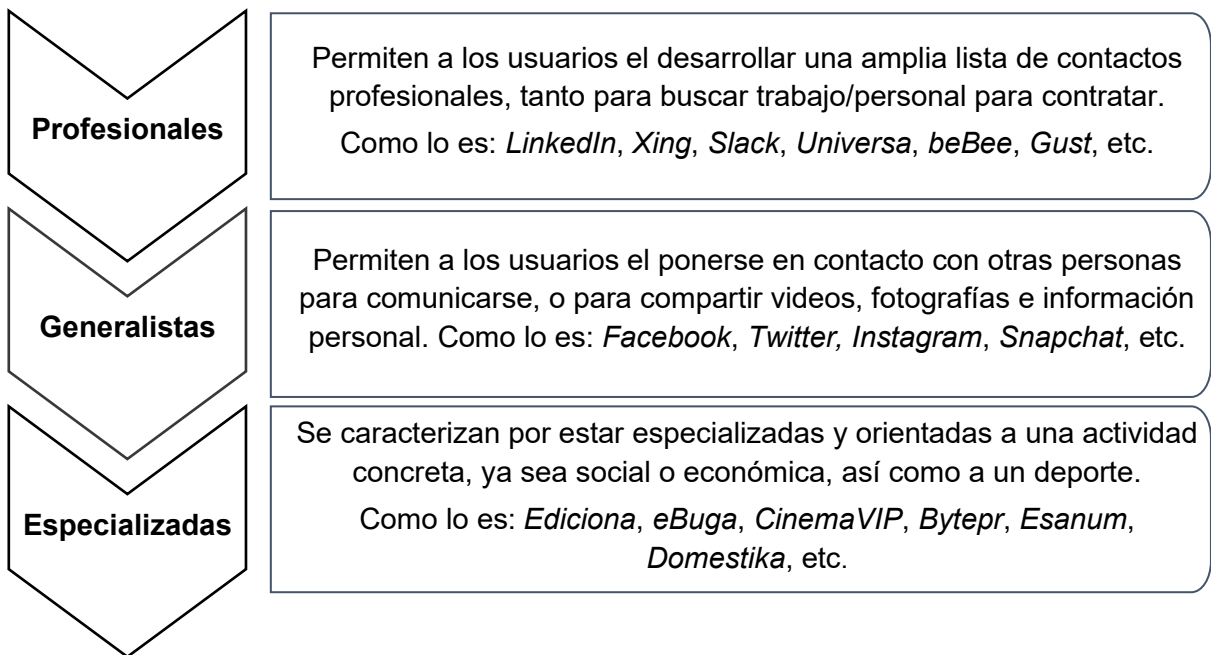 Profesionales
Permiten a los usuarios el desarrollar una amplia lista de contactos
profesionales, tanto para buscar trabajo/personal para contratar.
Como lo es: LinkedIn, Xing, Slack, Universa, beBee, Gust, etc.
Generalistas
Permiten a los usuarios el ponerse en contacto con otras personas
para comunicarse, o para compartir videos, fotografías e información
personal. Como lo es: Facebook, Twitter, Instagram, Snapchat, etc.
Especializadas
Se caracterizan por estar especializadas y orientadas a una actividad
concreta, ya sea social o económica, así como a un deporte.
Como lo es: Ediciona, eBuga, CinemaVIP, Bytepr, Esanum,
Domestika, etc.